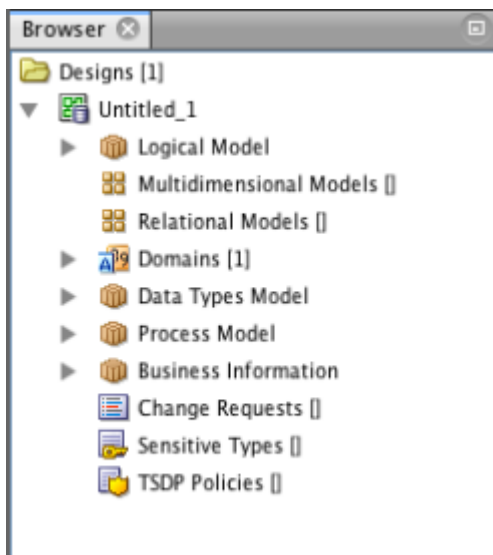 Browser
Designs [1]
Untitled_1
Logical Model
Multidimensional Models []
Relational Models []
Domains [1]
Data Types Model
Process Model
Business Information
Change Requests []
Sensitive Types []
TSDP Policies []